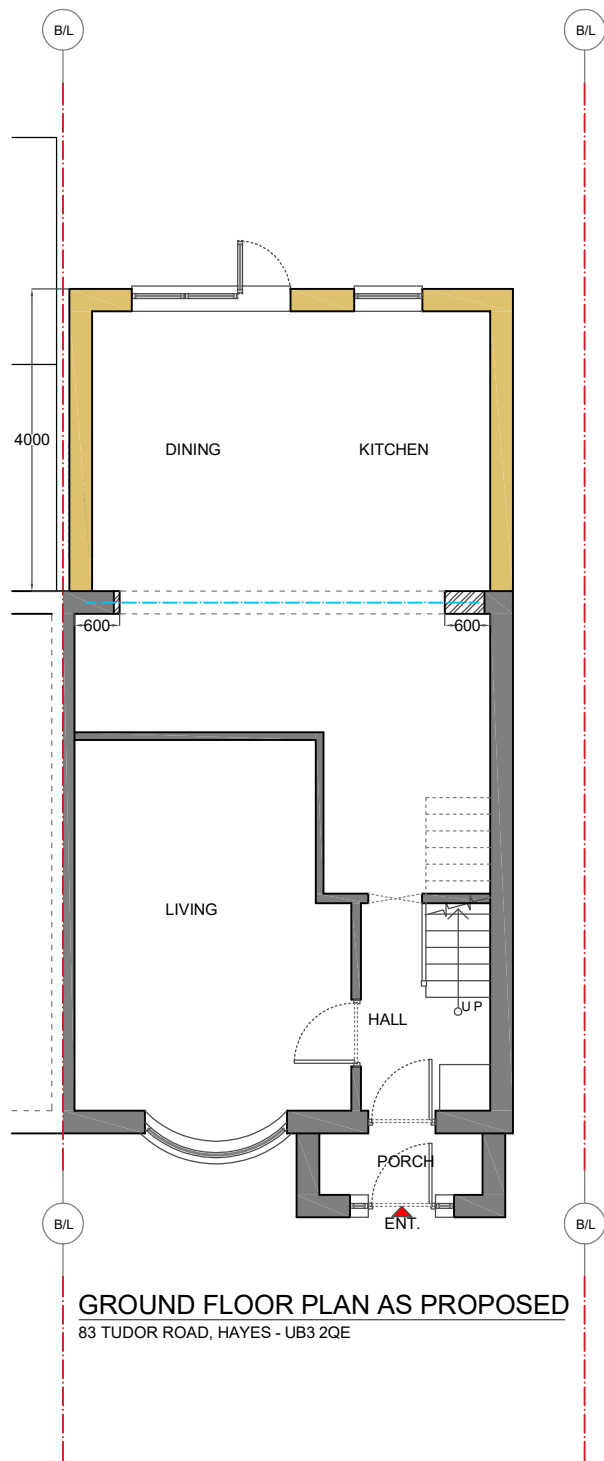 B/L
B/L
4000
DINING
KITCHEN
600
600
LIVING
UP
HALL
PORCH
ENT.
B/L
B/L
GROUND FLOOR PLAN AS PROPOSED
83 TUDOR ROAD, HAYES - UB3 2QE